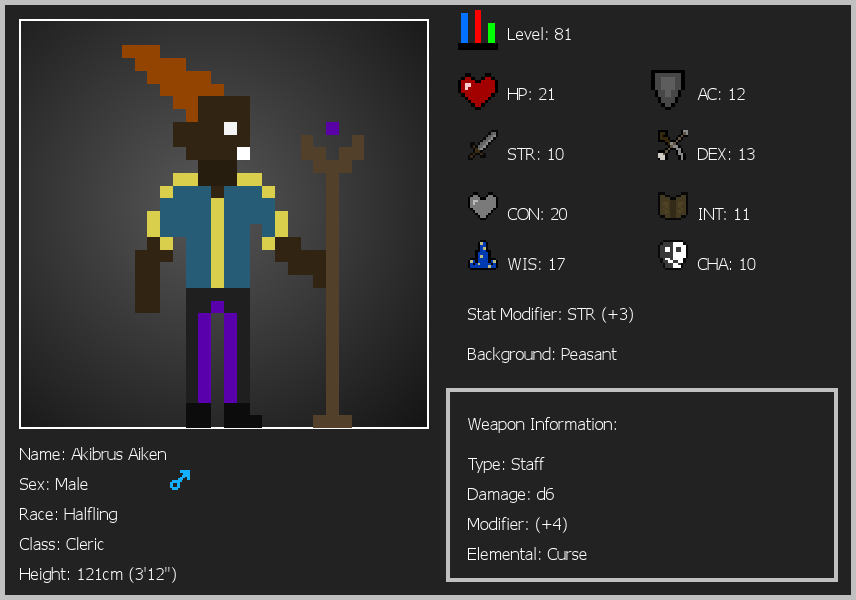 Level: 81
HP: 21
AC: 12
STR: 10
DEX: 13
CON: 20
INT: 11
WIS: 17
CHA: 10
Stat Modifier: STR (+3)
Background: Peasant
Weapon Information:
Type: Staff
Damage: d6
Modifier: (+4)
Elemental: Curse
Name: Akibrus Aiken
Sex: Male
Race: Halfling
Class: Cleric
Height: 121cm (3'12")